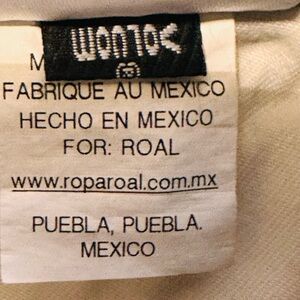 M
FABRIQUE AU MEXICO
HECHO EN MEXICO
FOR: ROAL
www.roparoal.com.mx
PUEBLA, PUEBLA.
MEXICO